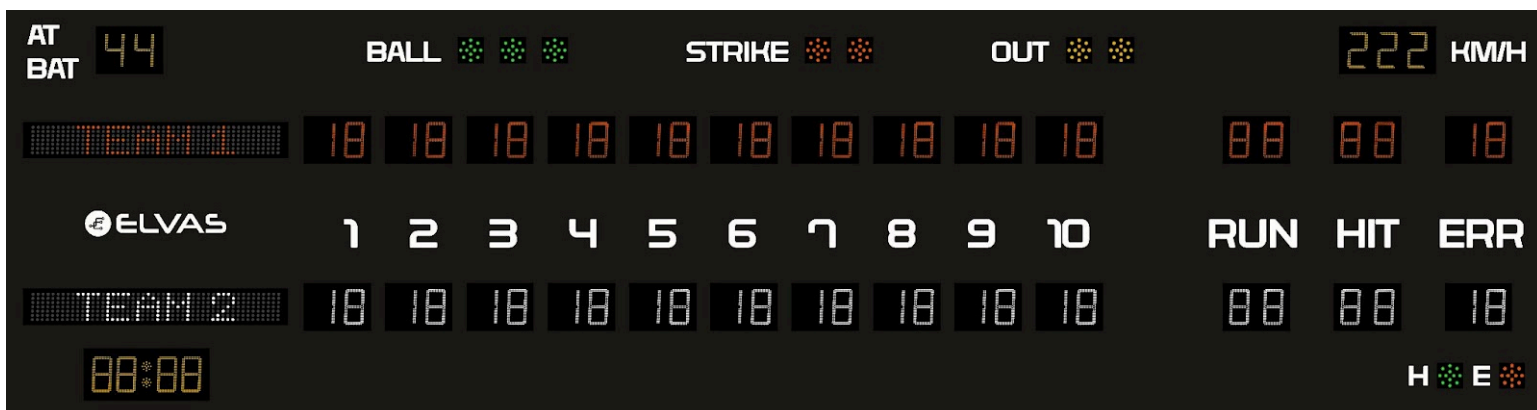 AT BAT 44 BALL STRIKE OUT 222 KM/H
TEAM 1 18 18 18 18 18 18 18 18 18 18 88 88 18
ELVAS 1 2 3 4 5 6 7 8 9 10 RUN HIT ERR
TEAM 2 18 18 18 18 18 18 18 18 18 18 88 88 18
88:88 H E